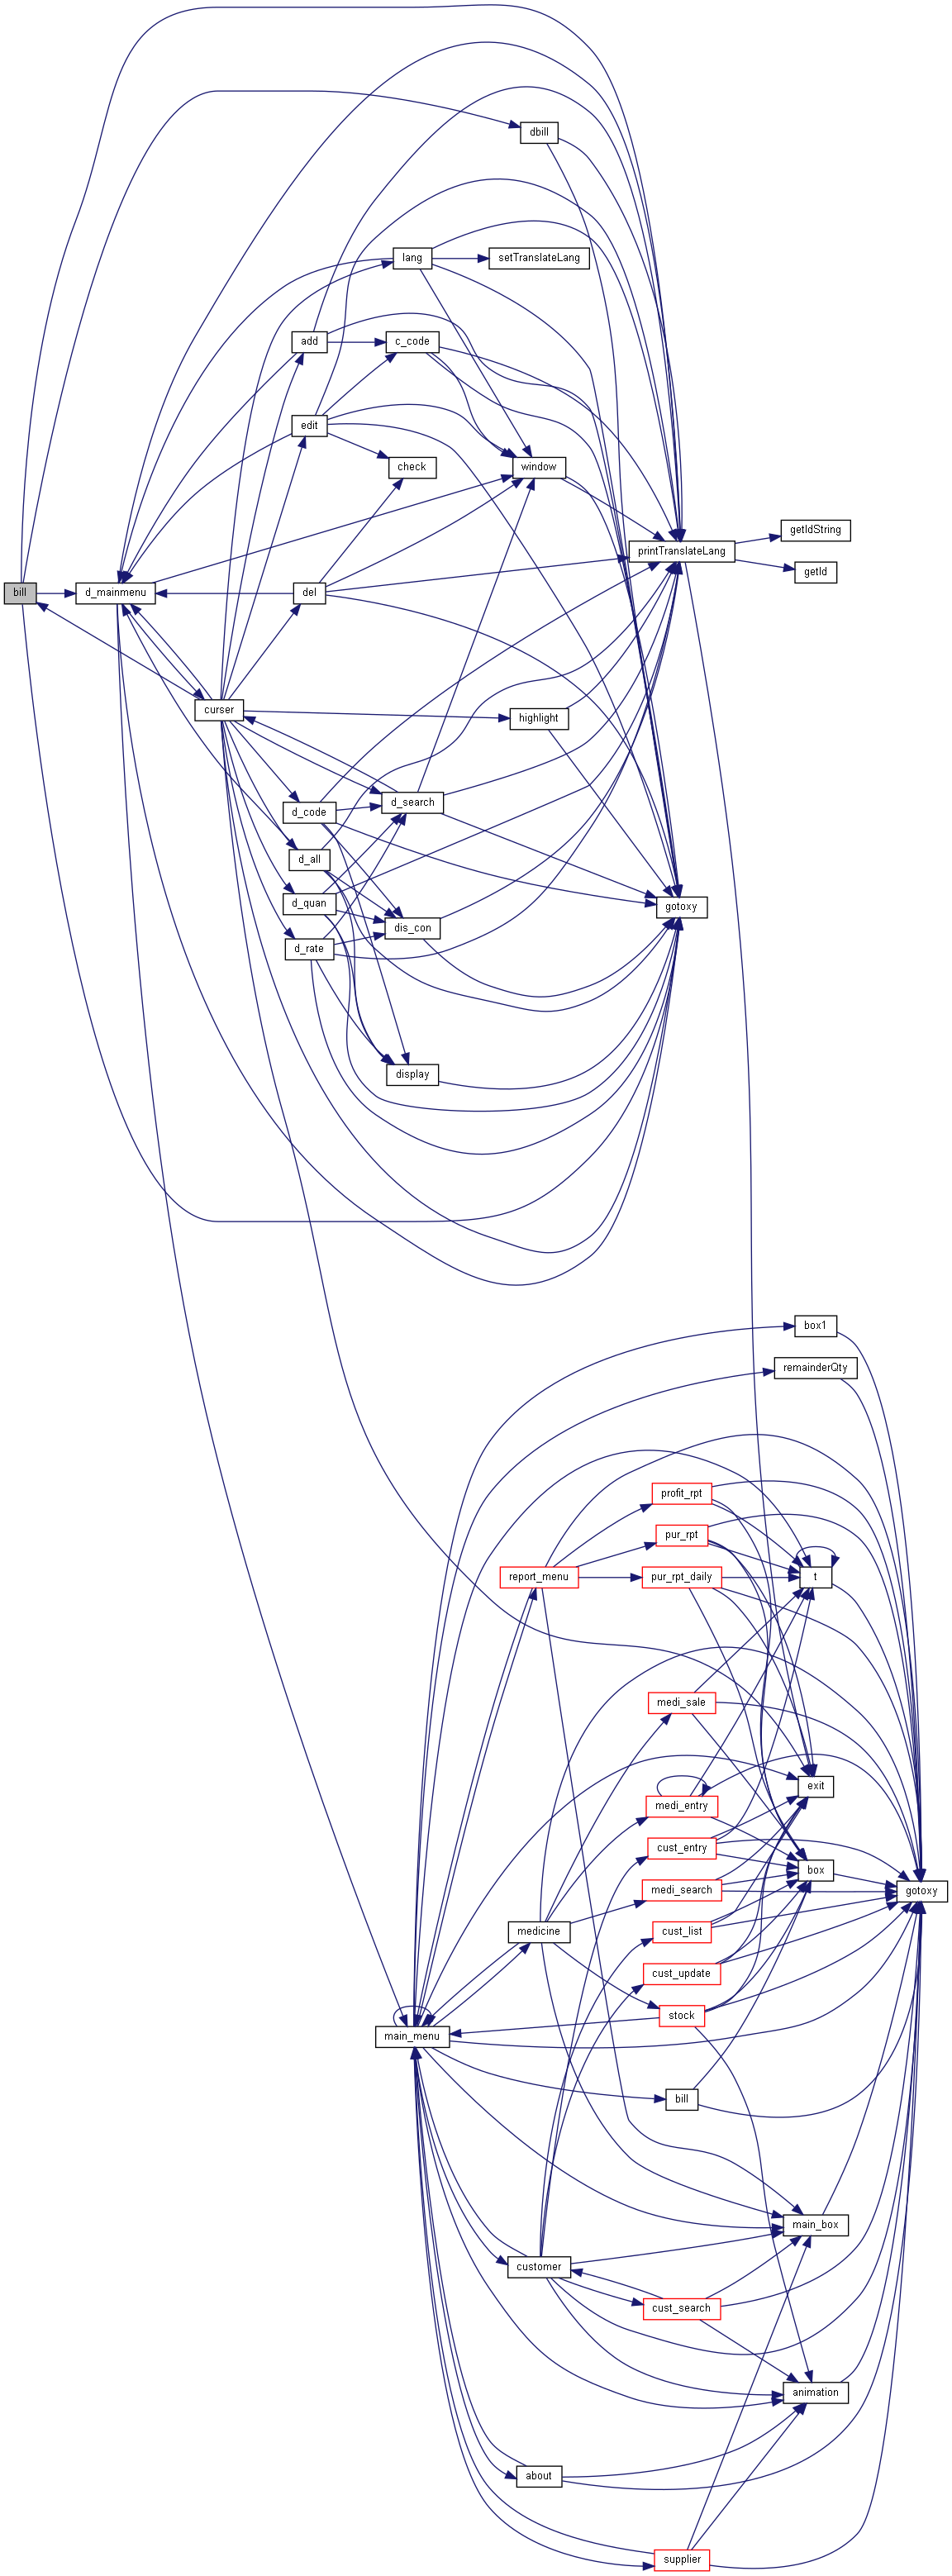 dbill
lang
setTranslateLang
add
c_code
edit
check
window
getIdString
printTranslateLang
getId
bill
d_mainmenu
del
curser
highlight
d_code
d_search
d_all
d_quan
gotoxy
dis_con
d_rate
display
box1
remainderQty
profit_rpt
pur_rpt
report_menu
pur_rpt_daily
t
medi_sale
exit
medi_entry
cust_entry
box
medi_search
gotoxy
medicine
cust_list
cust_update
stock
main_menu
bill
main_box
customer
cust_search
animation
about
supplier